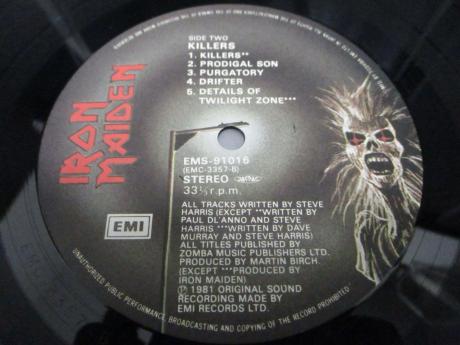 IRON
MAIDEN
SIDE TWO
KILLERS
1. KILLERS**
2. PRODIGAL SON
3. PURGATORY
4. DRIFTER
5. DETAILS OF
TWILIGHT ZONE***
EMS-91016
(EMC-3357-B)
STEREO
33⅓ r.p.m.
EMI
ALL TRACKS WRITTEN BY STEVE
HARRIS (EXCEPT **WRITTEN BY
PAUL DI,ANNO AND STEVE
HARRIS ***WRITTEN BY DAVE
MURRAY AND STEVE HARRIS)
ALL TITLES PUBLISHED BY
ZOMBA MUSIC PUBLISHERS LTD.
PRODUCED BY MARTIN BIRCH.
(EXCEPT ***PRODUCED BY
IRON MAIDEN)
Ⓟ 1981 ORIGINAL SOUND
RECORDING MADE BY
EMI RECORDS LTD.
UNAUTHORIZED PUBLIC PERFORMANCE, BROADCASTING AND COPYING OF THE RECORD PROHIBITED